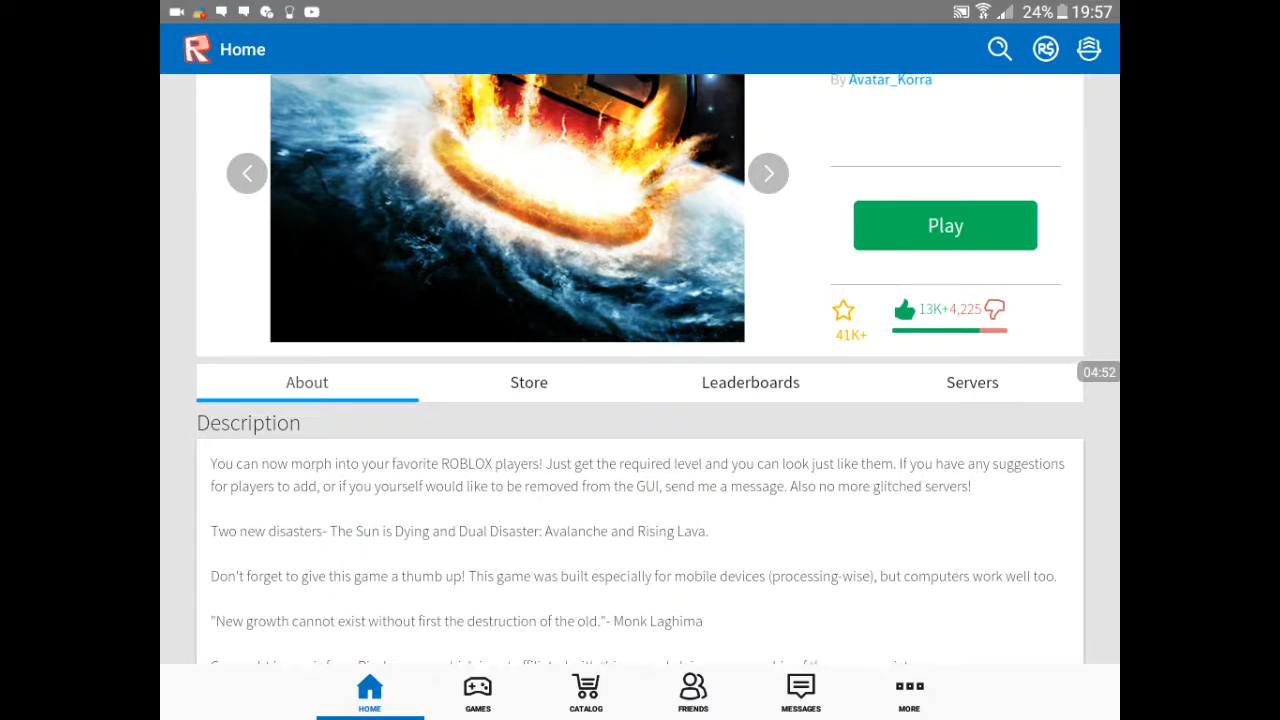 24% 19:57
Home
R$
By Avatar_Korra
Play
41K+
13K+ 4,225
04:52
About Store Leaderboards Servers
Description
You can now morph into your favorite ROBLOX players! Just get the required level and you can look just like them. If you have any suggestions
for players to add, or if you yourself would like to be removed from the GUI, send me a message. Also no more glitched servers!
Two new disasters- The Sun is Dying and Dual Disaster: Avalanche and Rising Lava.
Don't forget to give this game a thumb up! This game was built especially for mobile devices (processing-wise), but computers work well too.
"New growth cannot exist without first the destruction of the old."- Monk Laghima
HOME GAMES CATALOG FRIENDS MESSAGES MORE